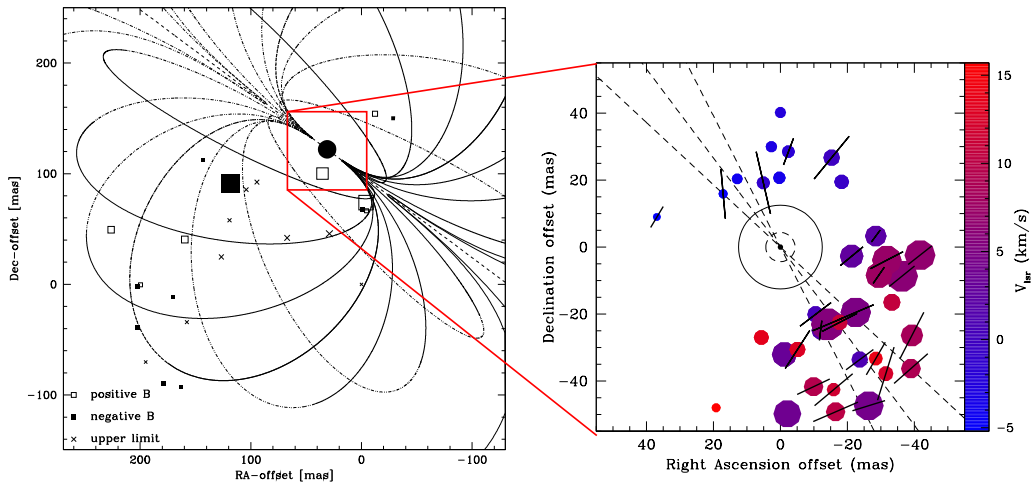 200
100
0
-100
Dec-offset [mas]
200
100
0
-100
RA-offset [mas]
positive B
negative B
upper limit
40
20
0
-20
-40
Declination offset (mas)
40
20
0
-20
-40
Right Ascension offset (mas)
15
10
5
0
-5
V_lsr (km/s)